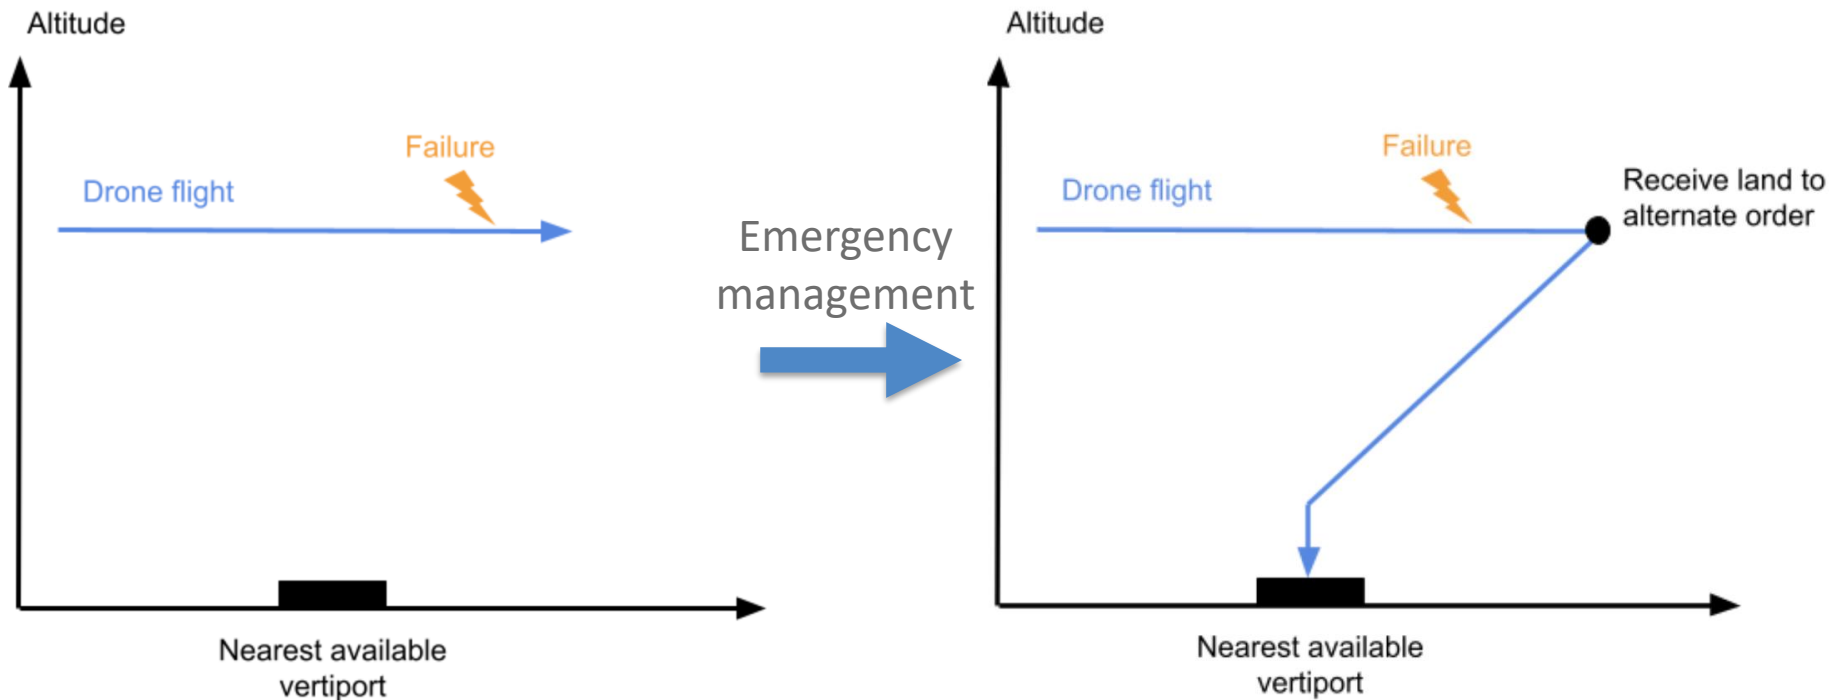 Altitude
Failure
Drone flight
Nearest available
vertiport
Emergency
management
Altitude
Failure
Drone flight
Receive land to
alternate order
Nearest available
vertiport